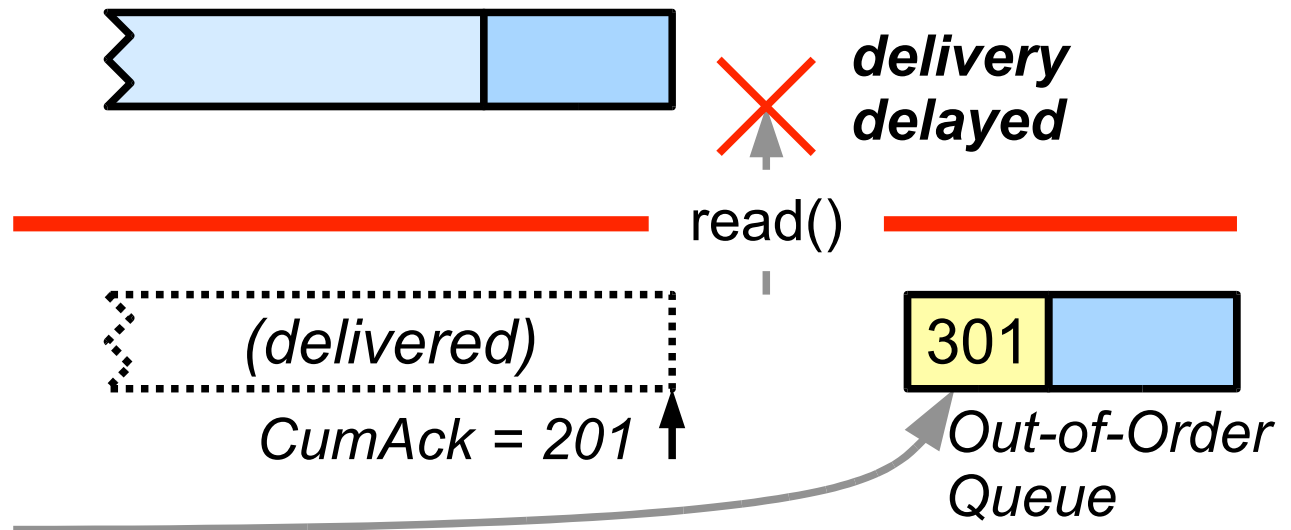 delivery
delayed
read()
(delivered)
301
CumAck = 201
Out-of-Order
Queue